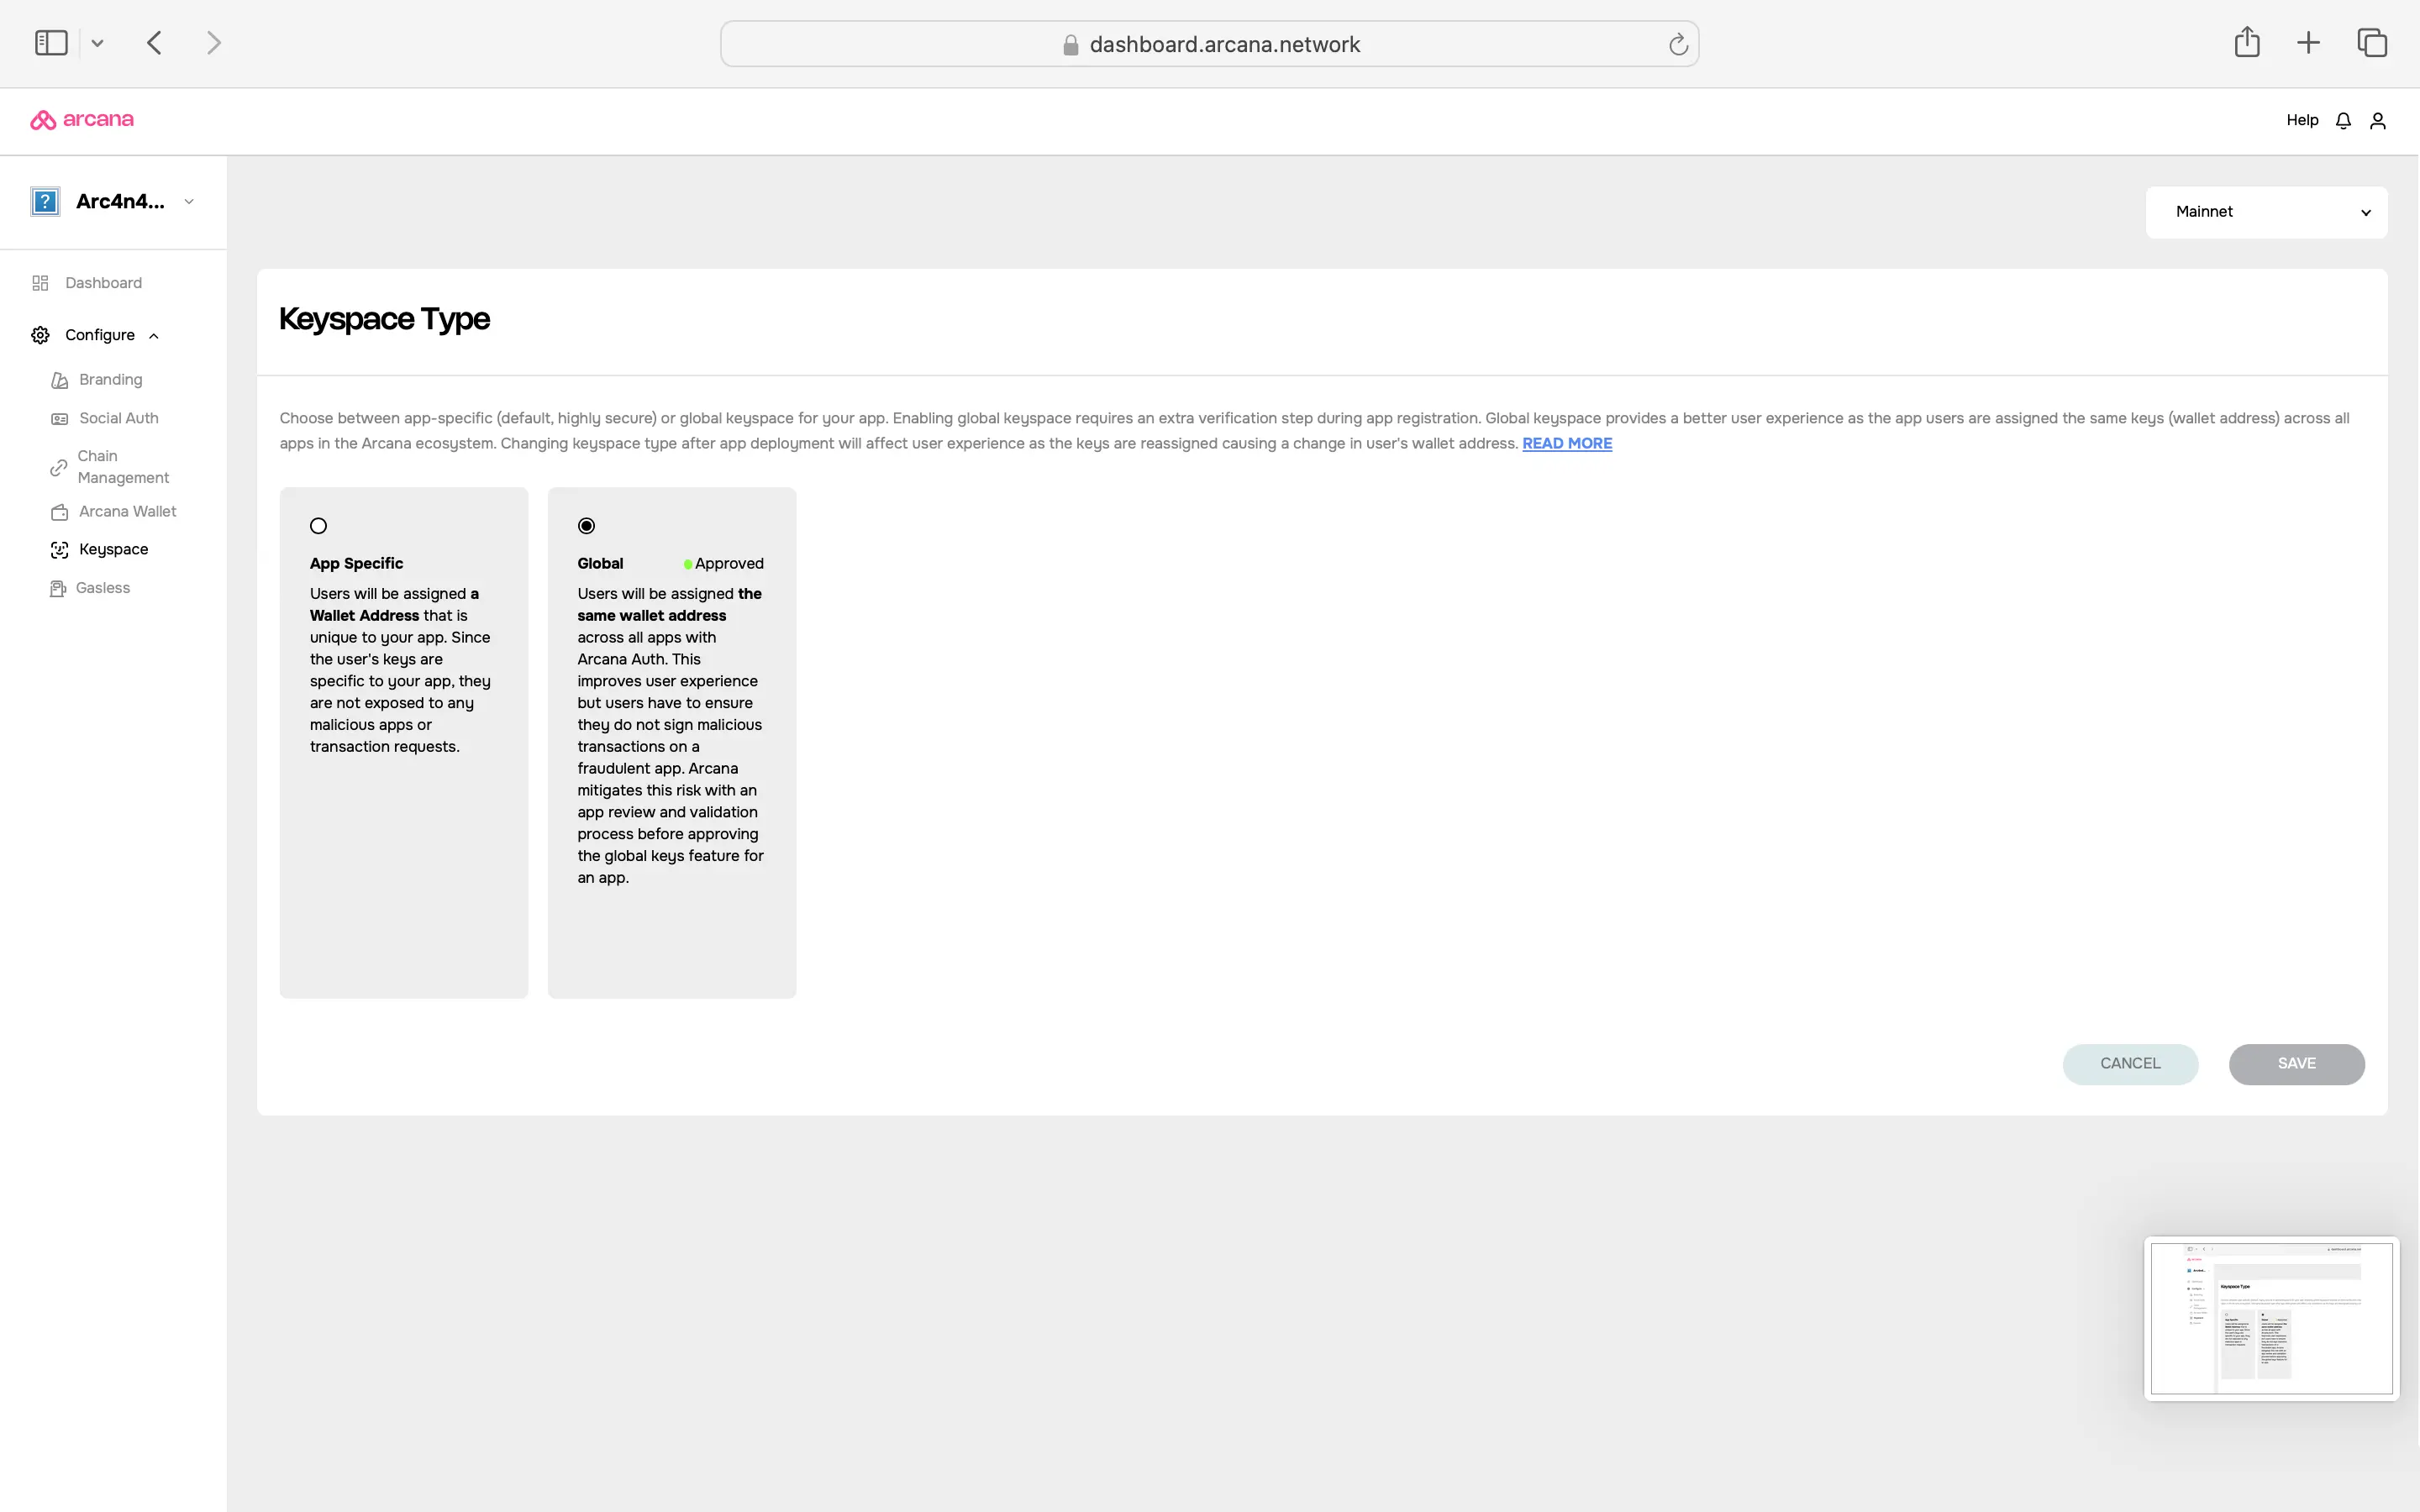 dashboard.arcana.network
arcana
Help
?
Arc4n4...
Mainnet
Dashboard
Configure
Branding
Social Auth
Chain
Management
Arcana Wallet
Keyspace
Gasless
Keyspace Type
Choose between app-specific (default, highly secure) or global keyspace for your app. Enabling global keyspace requires an extra verification step during app registration. Global keyspace provides a better user experience as the app users are assigned the same keys (wallet address) across all
apps in the Arcana ecosystem. Changing keyspace type after app deployment will affect user experience as the keys are reassigned causing a change in user's wallet address. READ MORE
App Specific
Users will be assigned a
Wallet Address that is
unique to your app. Since
the user's keys are
specific to your app, they
are not exposed to any
malicious apps or
transaction requests.
Global
Approved
Users will be assigned the
same wallet address
across all apps with
Arcana Auth. This
improves user experience
but users have to ensure
they do not sign malicious
transactions on a
fraudulent app. Arcana
mitigates this risk with an
app review and validation
process before approving
the global keys feature for
an app.
CANCEL
SAVE
Keyspace Type